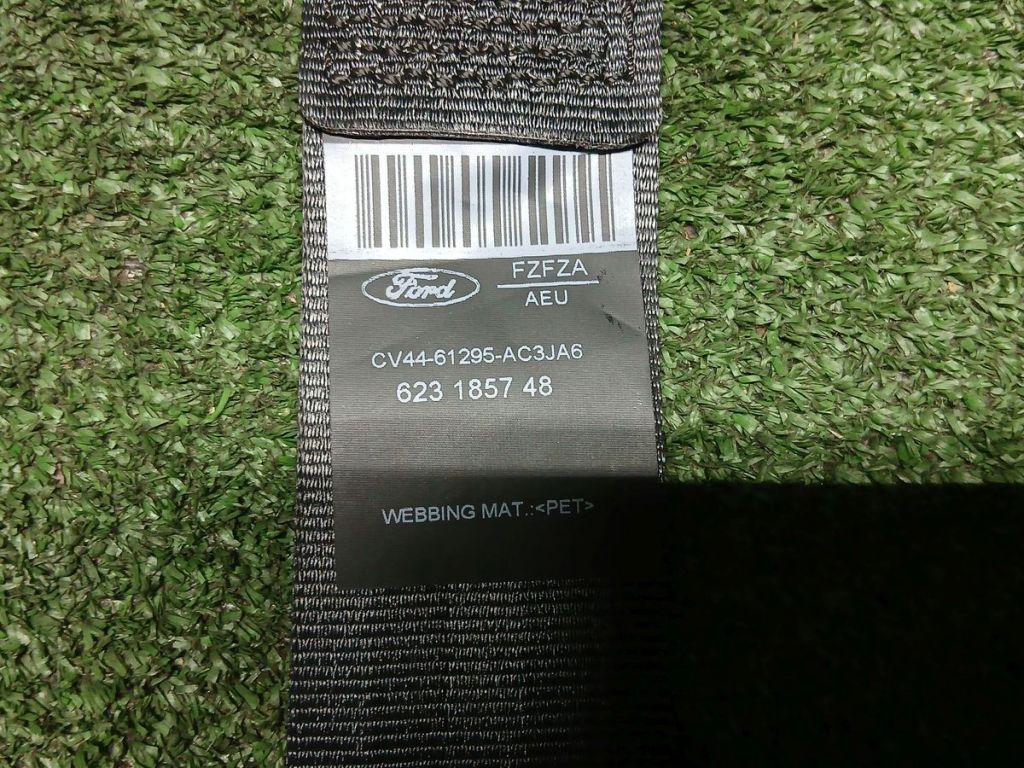 Ford
FZFZA
AEU
CV44-61295-AC3JA6
623 1857 48
WEBBING MAT.:<PET>